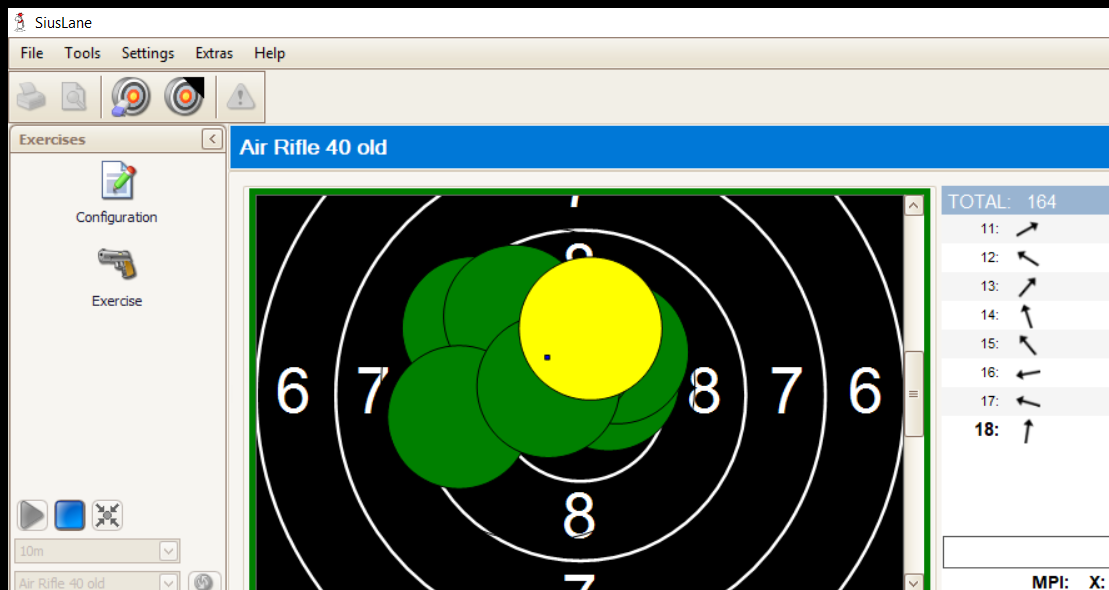 SiusLane
File Tools Settings Extras Help
Exercises
Air Rifle 40 old
Configuration
Exercise
10m
Air Rifle 40 old
7
8
6 7 8 7 6
8
7
TOTAL: 164
11:
12:
13:
14:
15:
16:
17:
18:
MPI: X: